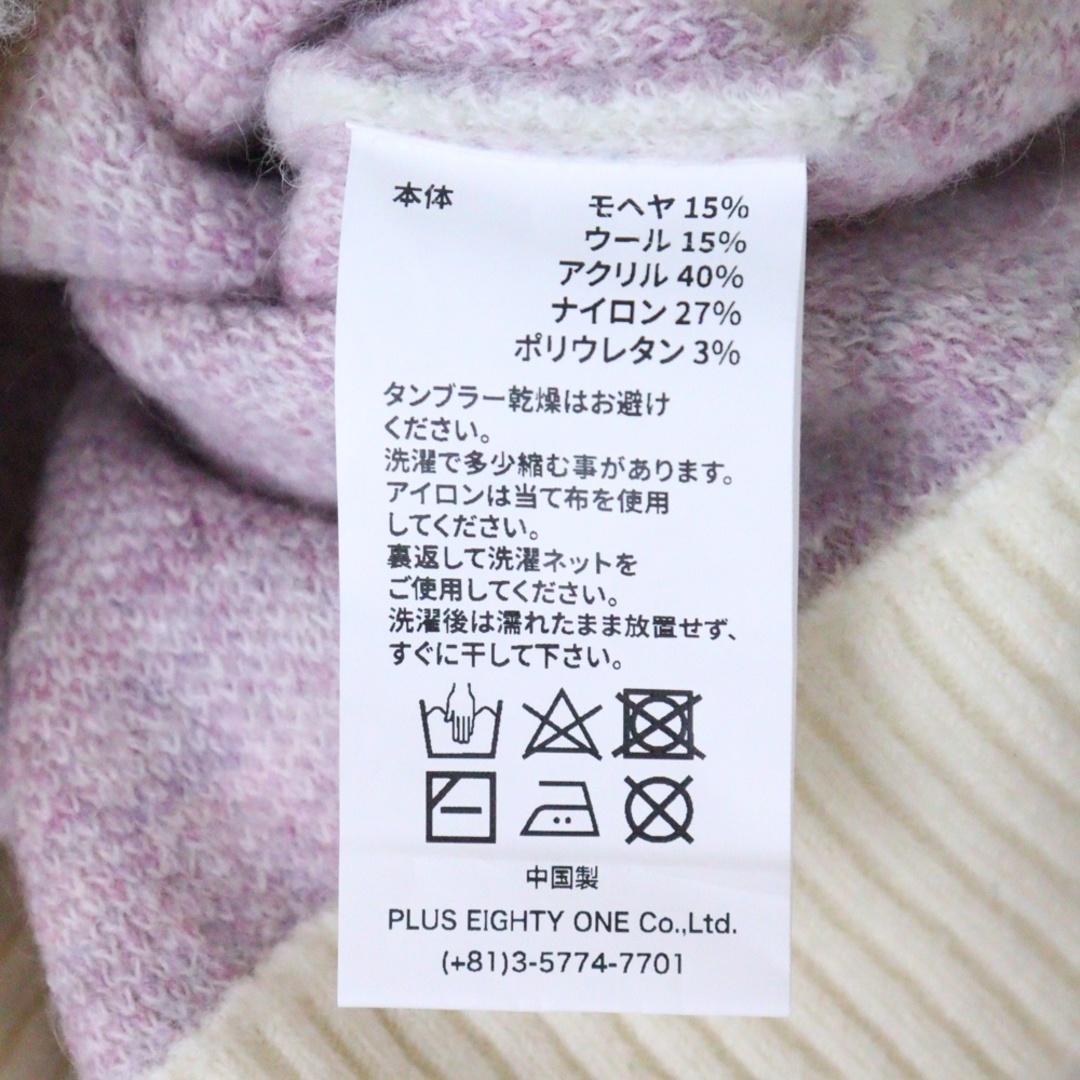 本体
モヘヤ 15%
ウール 15%
アクリル 40%
ナイロン 27%
ポリウレタン 3%
タンブラー乾燥はお避け
ください。
洗濯で多少縮む事があります。
アイロンは当て布を使用
してください。
裏返して洗濯ネットを
ご使用してください。
洗濯後は濡れたまま放置せず、
すぐに干して下さい。
中国製
PLUS EIGHTY ONE Co.,Ltd.
(+81)3-5774-7701